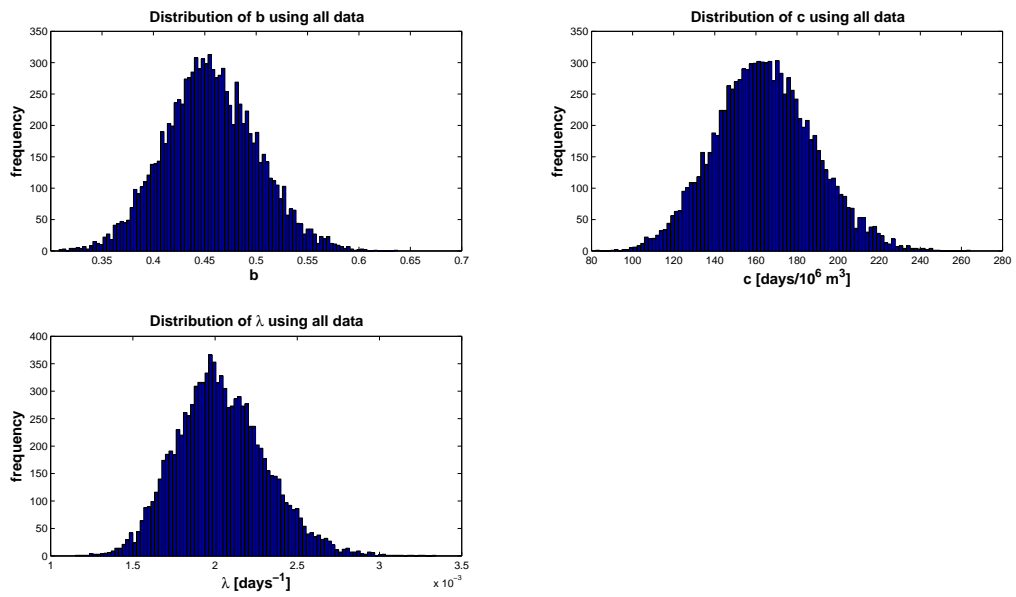 Distribution of b using all data
350
300
250
200
150
100
50
0
frequency
0.35 0.4 0.45 0.5 0.55 0.6 0.65 0.7
b
Distribution of c using all data
350
300
250
200
150
100
50
0
frequency
80 100 120 140 160 180 200 220 240 260 280
c [days/10⁶ m³]
Distribution of λ using all data
400
350
300
250
200
150
100
50
0
frequency
1 1.5 2 2.5 3 3.5
x 10⁻³
λ [days⁻¹]